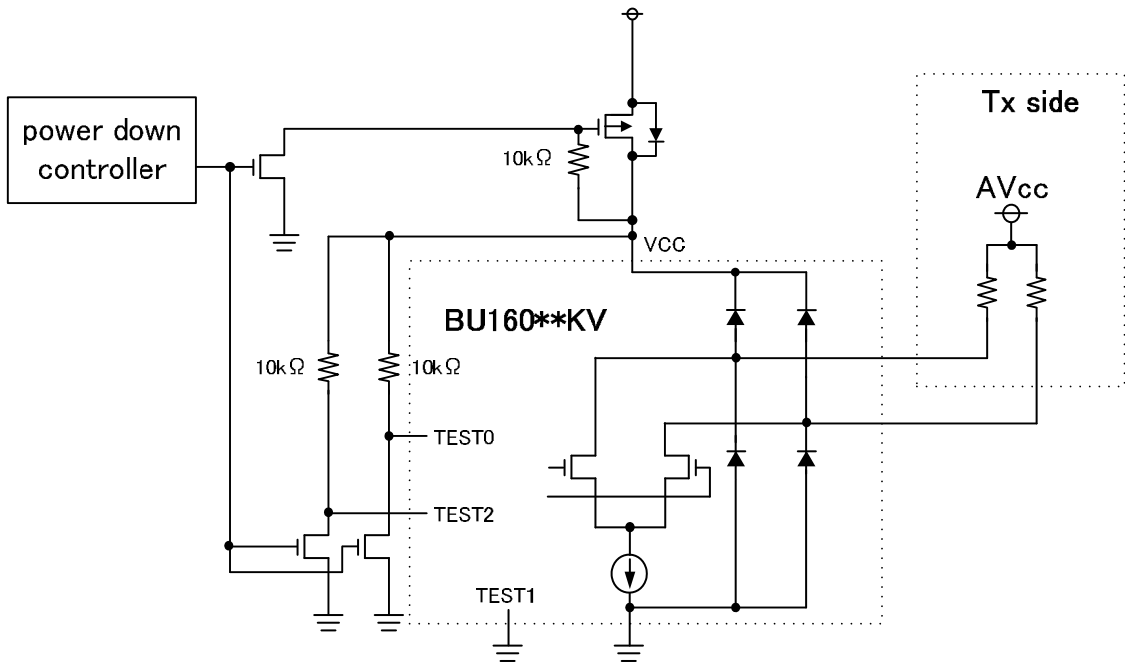 power down
controller
10kΩ
VCC
Tx side
AVcc
BU160**KV
10kΩ
10kΩ
TEST0
TEST2
TEST1